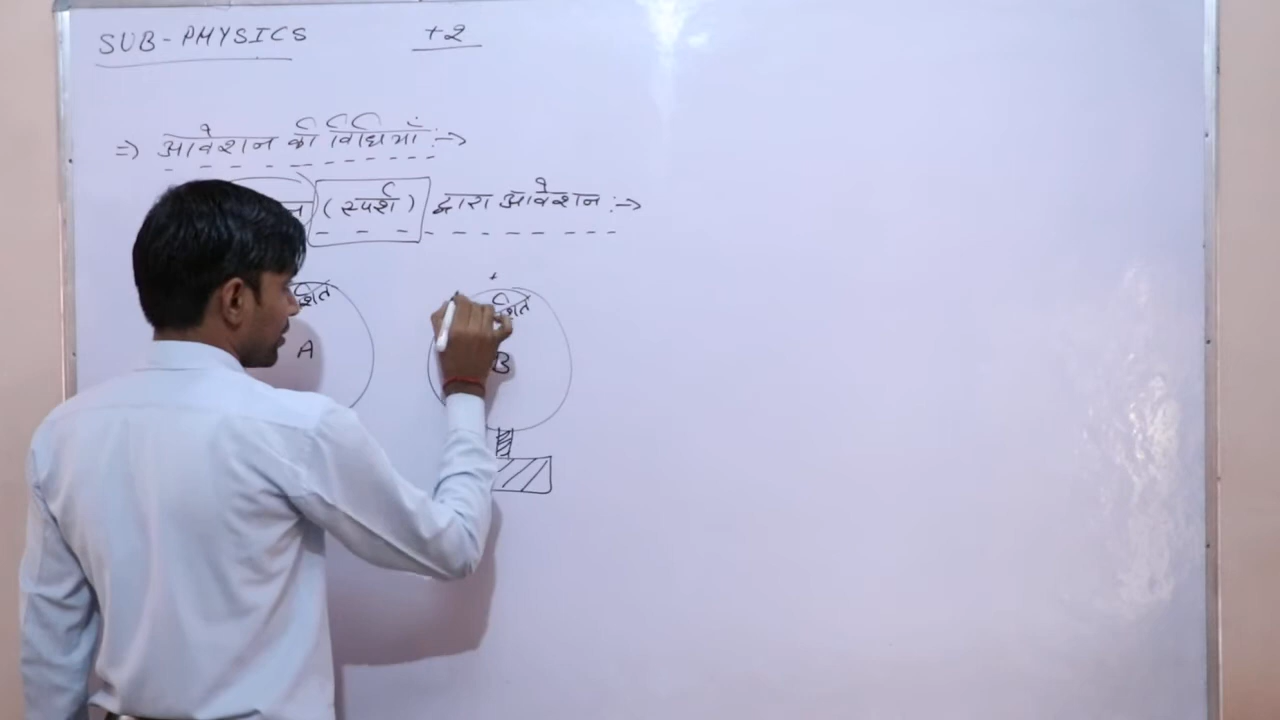 SUB-PHYSICS +2
=> आवेशन की विधियाँ :->
(स्पर्श) द्वारा आवेशन :->
A
+
B